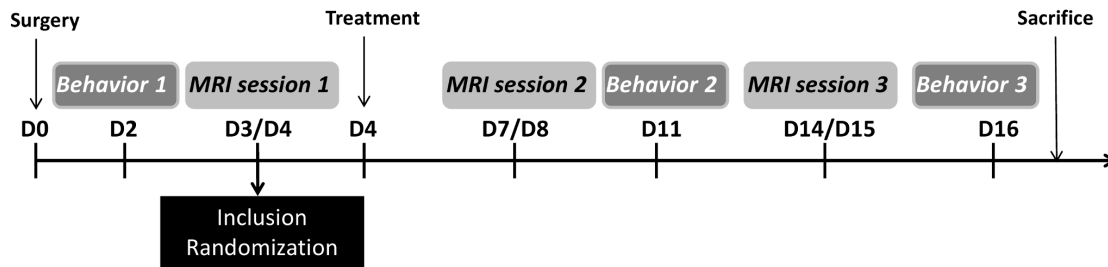 Surgery
Treatment
Sacrifice
Behavior 1
MRI session 1
MRI session 2
Behavior 2
MRI session 3
Behavior 3
D0
D2
D3/D4
D4
D7/D8
D11
D14/D15
D16
Inclusion
Randomization